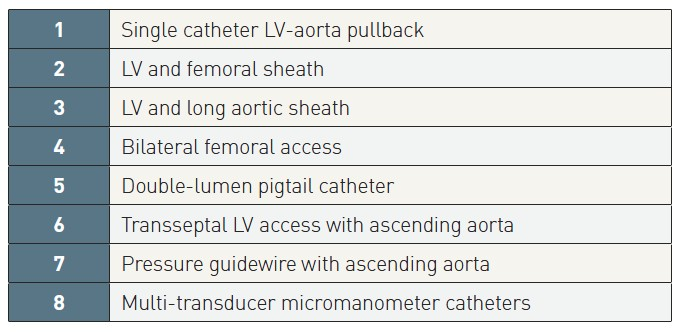 1 Single catheter LV-aorta pullback
2 LV and femoral sheath
3 LV and long aortic sheath
4 Bilateral femoral access
5 Double-lumen pigtail catheter
6 Transseptal LV access with ascending aorta
7 Pressure guidewire with ascending aorta
8 Multi-transducer micromanometer catheters